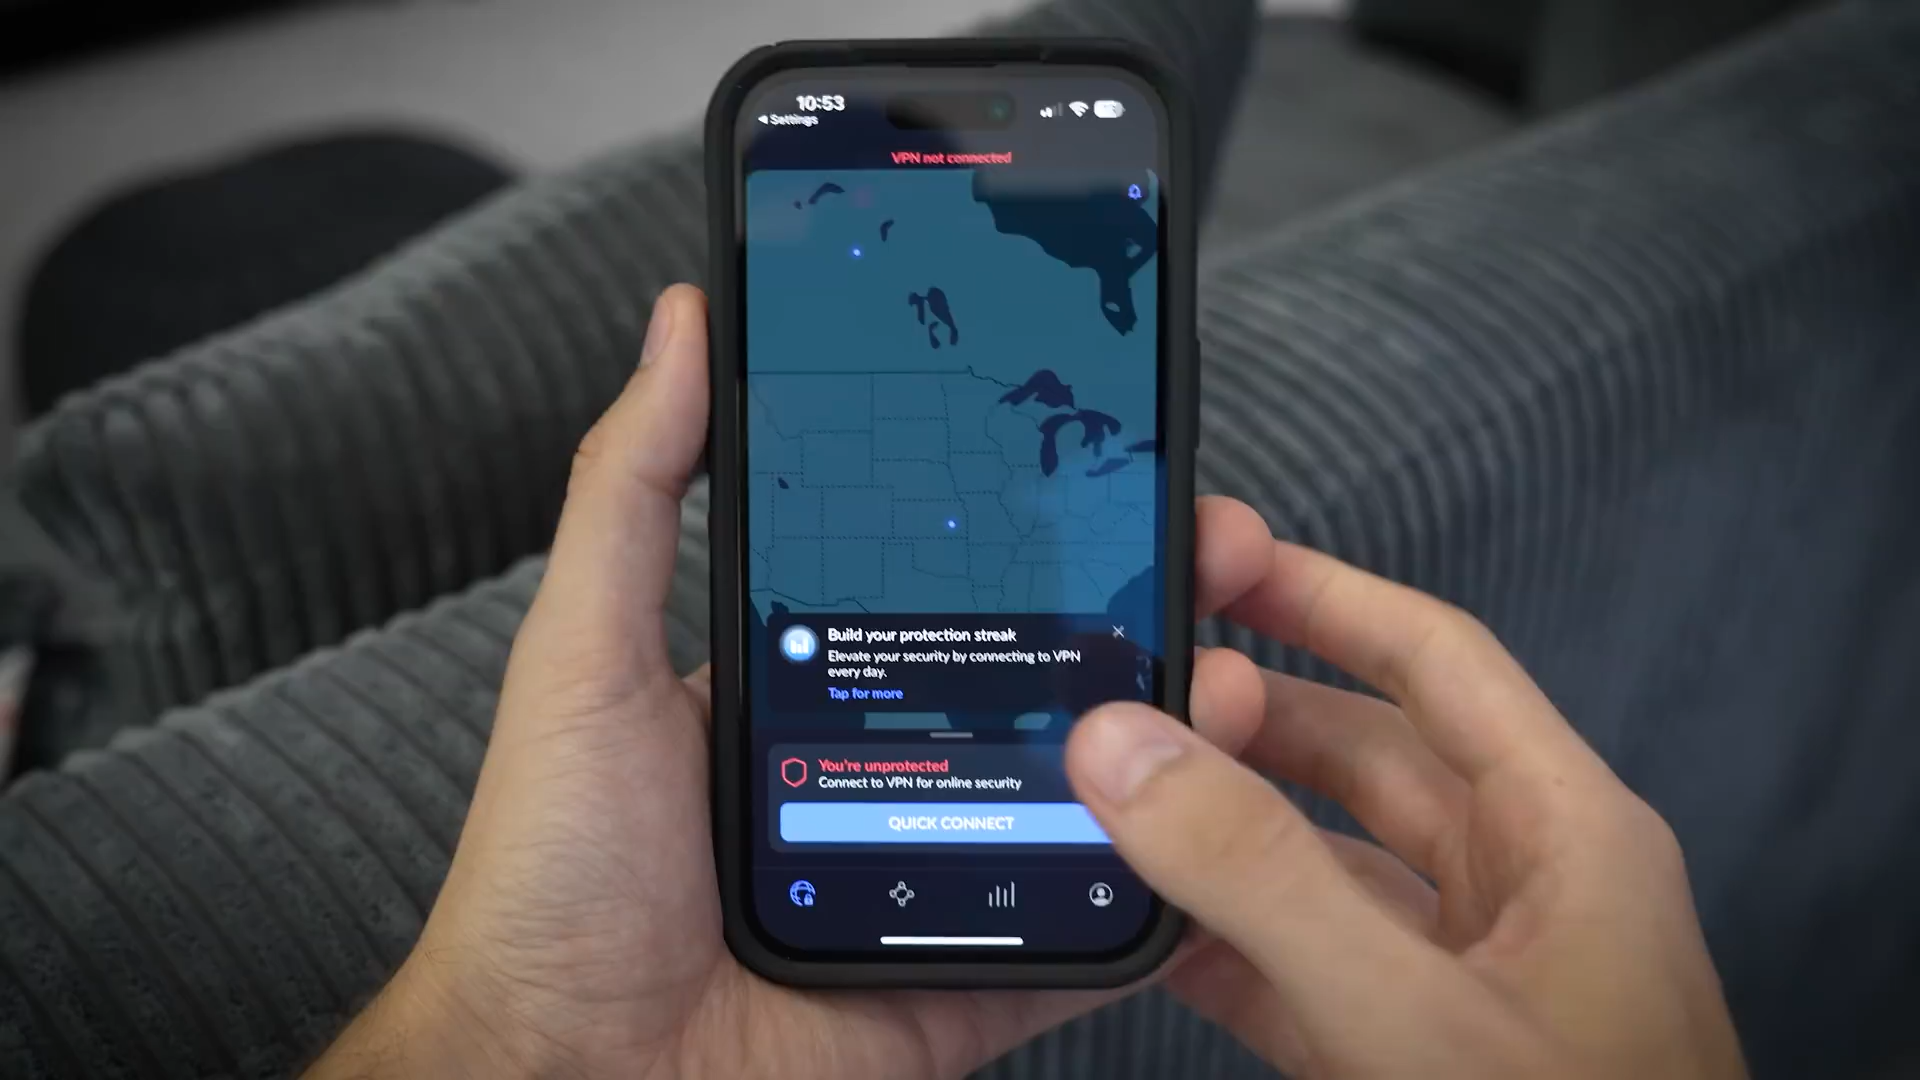 10:53
Settings
VPN not connected
Build your protection streak
Elevate your security by connecting to VPN
every day.
Tap for more
You're unprotected
Connect to VPN for online security
QUICK CONNECT